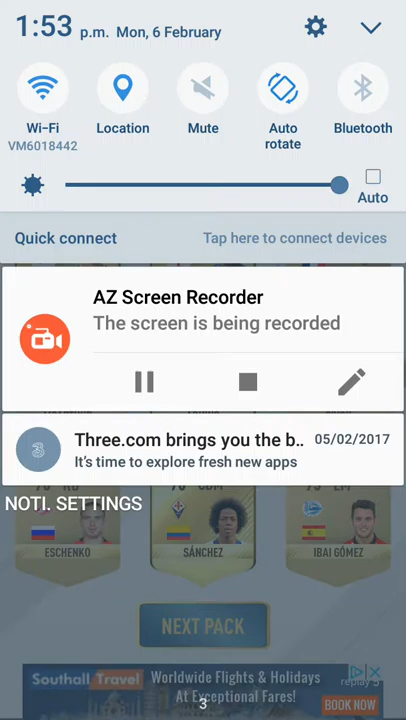 1:53 p.m. Mon, 6 February
Wi-Fi
VM6018442
Location
Mute
Auto
rotate
Bluetooth
Auto
Quick connect
Tap here to connect devices
AZ Screen Recorder
The screen is being recorded
3
Three.com brings you the b..
05/02/2017
It's time to explore fresh new apps
NOTI. SETTINGS
ESCHENKO
SÁNCHEZ
IBAI GÓMEZ
NEXT PACK
Southall Travel
Worldwide Flights & Holidays
At Exceptional Fares!
replay 5
BOOK NOW
3